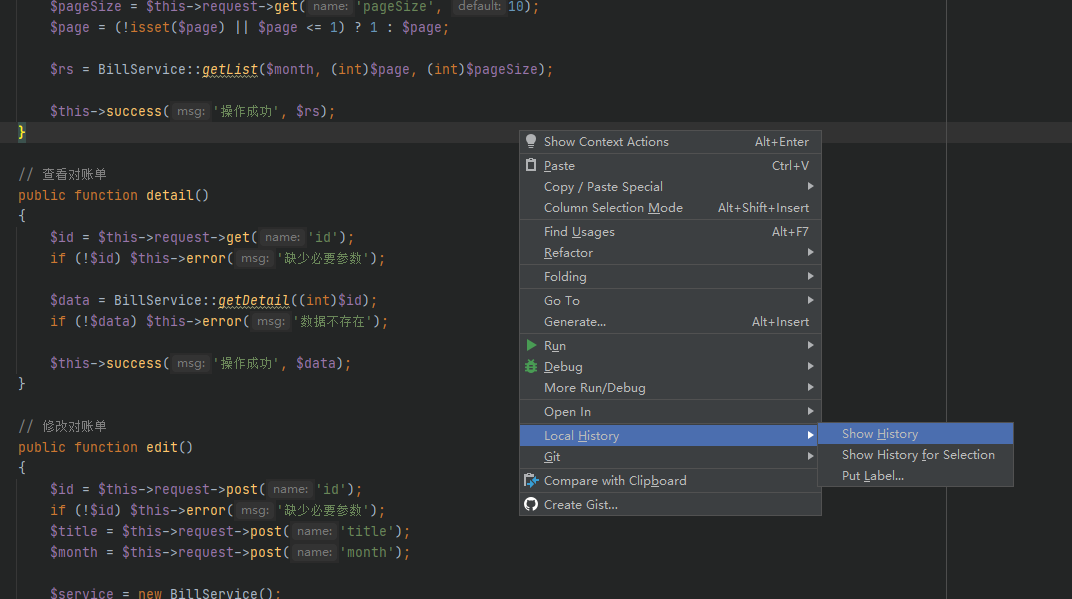 $pageSize = $this->request->get( name: 'pageSize', default: 10);
$page = (!isset($page) || $page <= 1) ? 1 : $page;
$rs = BillService::getList($month, (int)$page, (int)$pageSize);
$this->success( msg: '操作成功', $rs);
}
// 查看对账单
public function detail()
{
$id = $this->request->get( name: 'id');
if (!$id) $this->error( msg: '缺少必要参数');
$data = BillService::getDetail((int)$id);
if (!$data) $this->error( msg: '数据不存在');
$this->success( msg: '操作成功', $data);
}
// 修改对账单
public function edit()
{
$id = $this->request->post( name: 'id');
if (!$id) $this->error( msg: '缺少必要参数');
$title = $this->request->post( name: 'title');
$month = $this->request->post( name: 'month');
$service = new BillService();
Show Context Actions Alt+Enter
Paste Ctrl+V
Copy / Paste Special
Column Selection Mode Alt+Shift+Insert
Find Usages Alt+F7
Refactor
Folding
Go To
Generate... Alt+Insert
Run
Debug
More Run/Debug
Open In
Local History
Git
Compare with Clipboard
Create Gist...
Show History
Show History for Selection
Put Label...